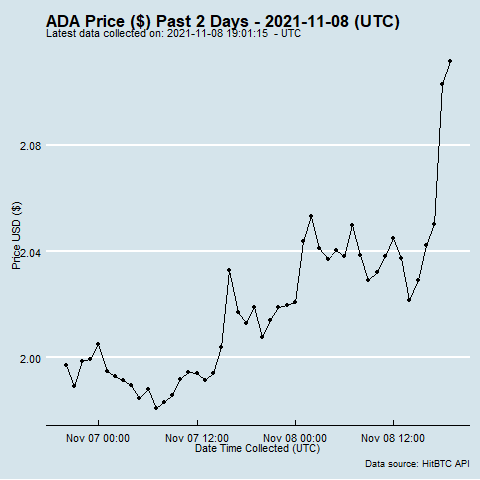 ADA Price ($) Past 2 Days - 2021-11-08 (UTC)
Latest data collected on: 2021-11-08 19:01:15 - UTC
Price USD ($)
2.08
2.04
2.00
Nov 07 00:00 Nov 07 12:00 Nov 08 00:00 Nov 08 12:00
Date Time Collected (UTC)
Data source: HitBTC API